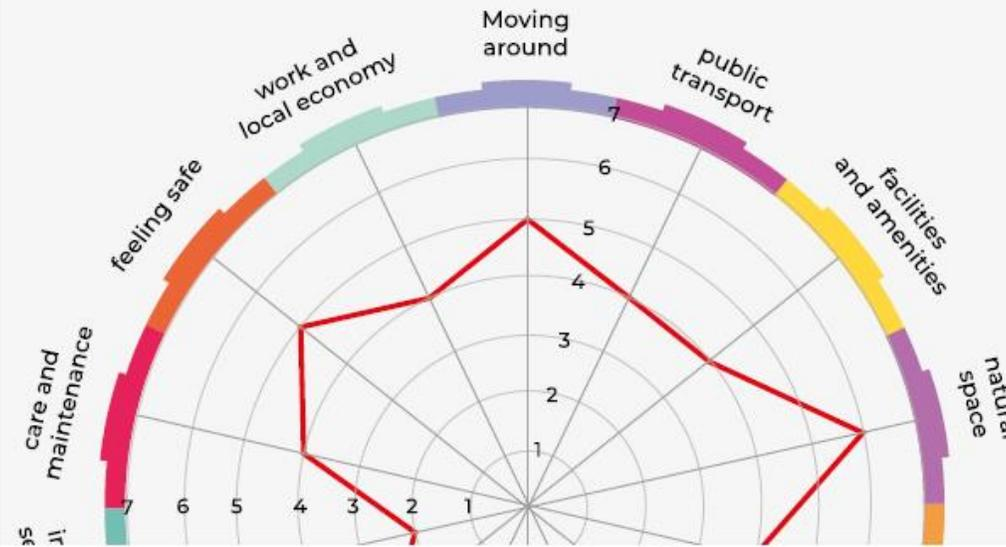 Moving
around
work and
local economy
public
transport
feeling safe
facilities
and amenities
care and
maintenance
space
7
6
5
4
3
2
1
7 6 5 4 3 2 1